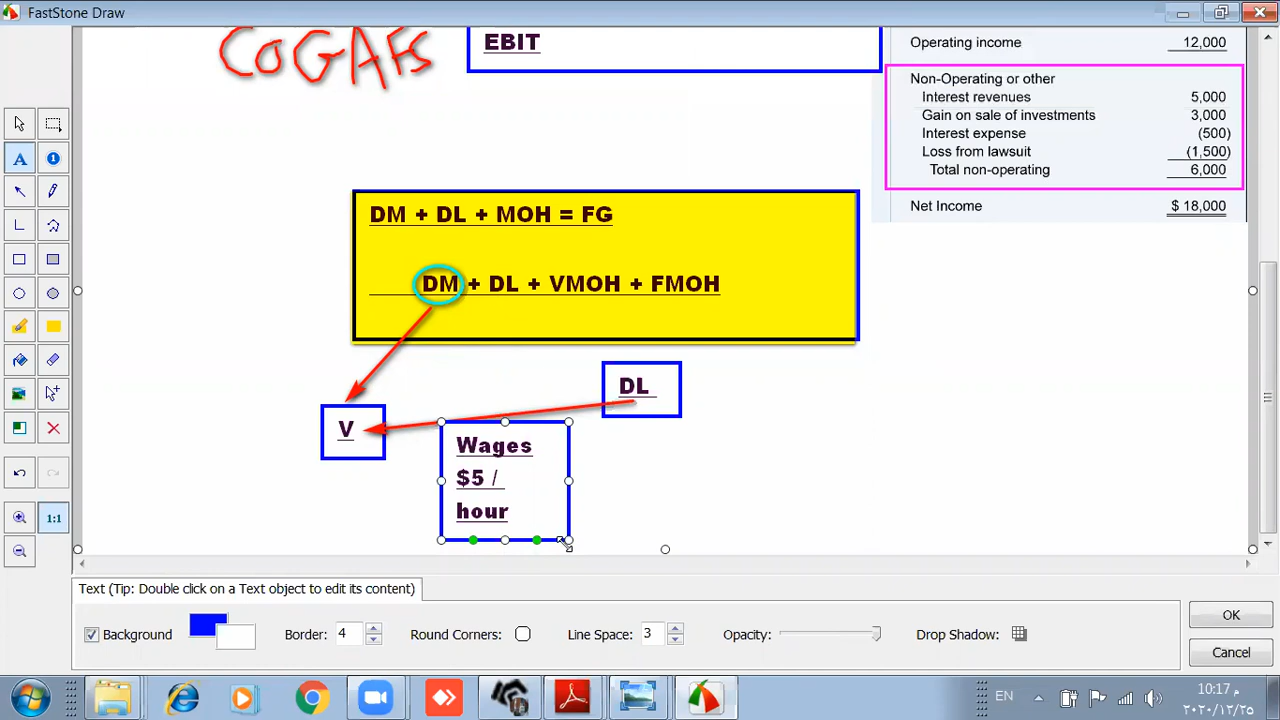 FastStone Draw
CoGAFS
EBIT
Operating income 12,000
Non-Operating or other
Interest revenues 5,000
Gain on sale of investments 3,000
Interest expense (500)
Loss from lawsuit (1,500)
Total non-operating 6,000
Net Income $ 18,000
DM + DL + MOH = FG
DM + DL + VMOH + FMOH
DL
V
Wages
$5 /
hour
A
1
1:1
Text (Tip: Double click on a Text object to edit its content)
Background Border: 4 Round Corners: Line Space: 3 Opacity: Drop Shadow:
OK
Cancel
EN
10:17 م
٢٠٢٠/١٢/٢٥